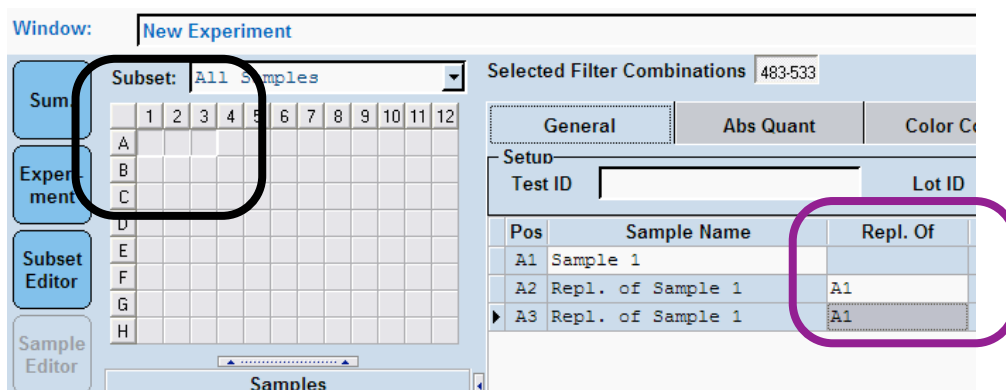 Window: New Experiment
Subset: All Samples
Selected Filter Combinations 483-533
Sum.
1 2 3 4 5 6 7 8 9 10 11 12
A
B
C
D
E
F
G
H
Experi-
ment
Subset
Editor
Sample
Editor
Samples
General Abs Quant Color Co
Setup
Test ID Lot ID
Pos Sample Name Repl. Of
A1 Sample 1
A2 Repl. of Sample 1 A1
A3 Repl. of Sample 1 A1